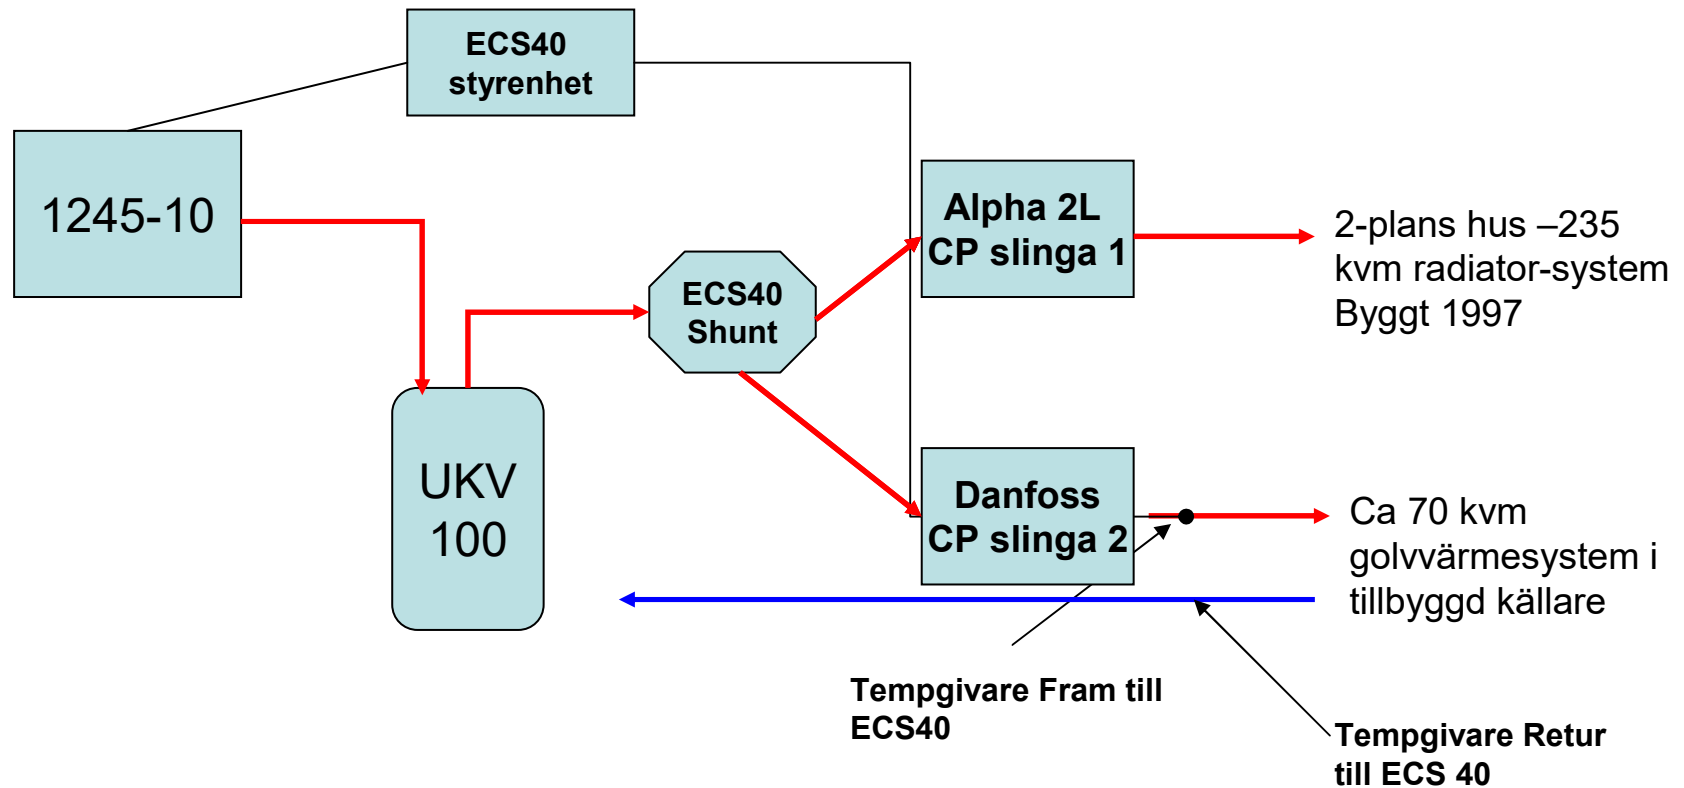 ECS40
styrenhet
1245-10
Alpha 2L
CP slinga 1
2-plans hus –235
kvm radiator-system
Byggt 1997
ECS40
Shunt
UKV
100
Danfoss
CP slinga 2
Ca 70 kvm
golvvärmesystem i
tillbyggd källare
Tempgivare Fram till
ECS40
Tempgivare Retur
till ECS 40